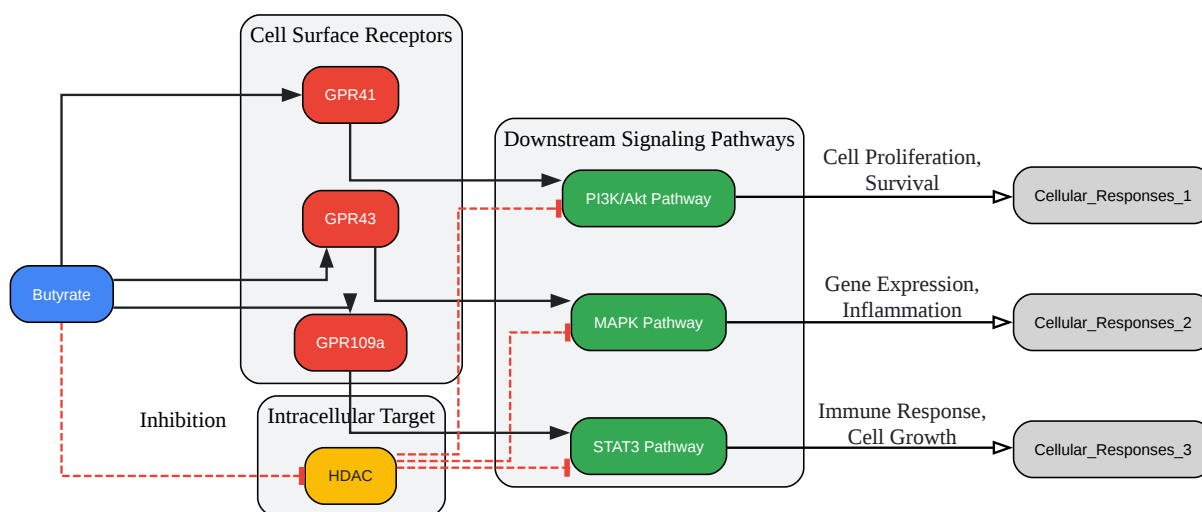 Cell Surface Receptors
GPR41
GPR43
GPR109a
Butyrate
Inhibition
Intracellular Target
HDAC
Downstream Signaling Pathways
PI3K/Akt Pathway
MAPK Pathway
STAT3 Pathway
Cell Proliferation,
Survival
Gene Expression,
Inflammation
Immune Response,
Cell Growth
Cellular_Responses_1
Cellular_Responses_2
Cellular_Responses_3